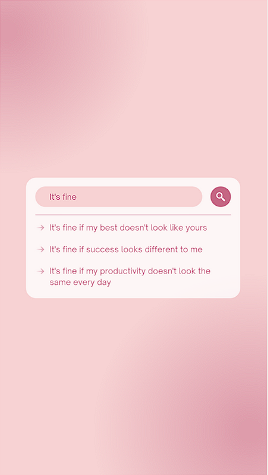 It's fine
It's fine if my best doesn't look like yours
It's fine if success looks different to me
It's fine if my productivity doesn't look the
same every day